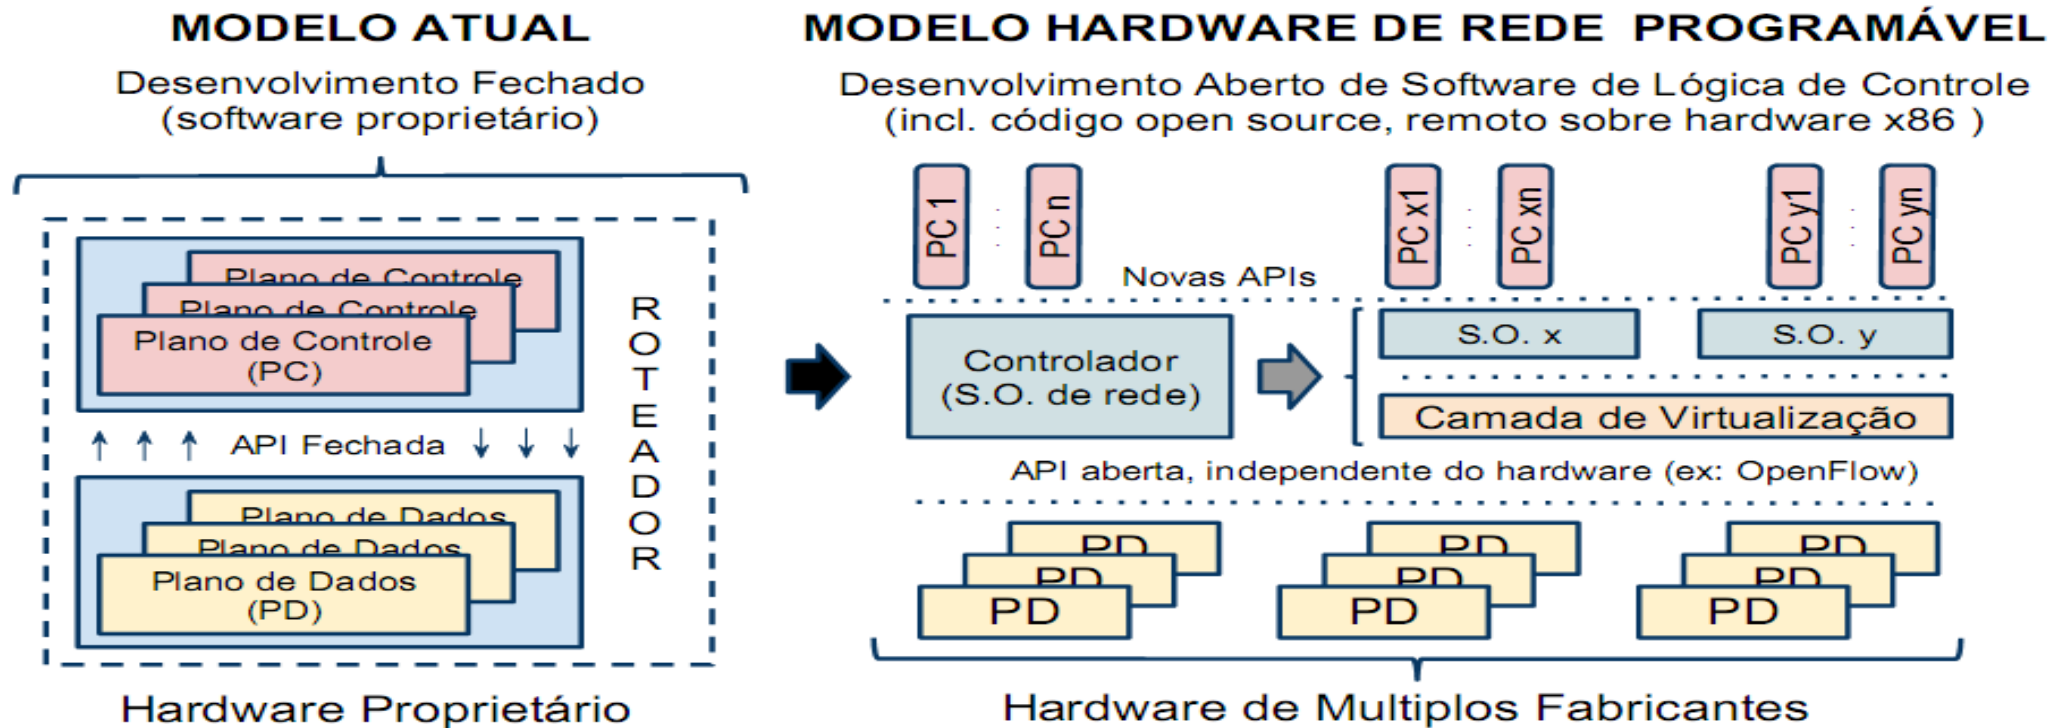 MODELO ATUAL
Desenvolvimento Fechado
(software proprietário)
Plano de Controle
Plano de Controle
Plano de Controle
(PC)
API Fechada
Plano de Dados
Plano de Dados
Plano de Dados
(PD)
ROTEADOR
Hardware Proprietário
MODELO HARDWARE DE REDE PROGRAMÁVEL
Desenvolvimento Aberto de Software de Lógica de Controle
(incl. código open source, remoto sobre hardware x86 )
PC 1
PC n
PC x1
PC xn
PC y1
PC yn
Novas APIs
Controlador
(S.O. de rede)
S.O. x
S.O. y
Camada de Virtualização
API aberta, independente do hardware (ex: OpenFlow)
PD
PD
PD
PD
PD
PD
PD
PD
PD
Hardware de Multiplos Fabricantes